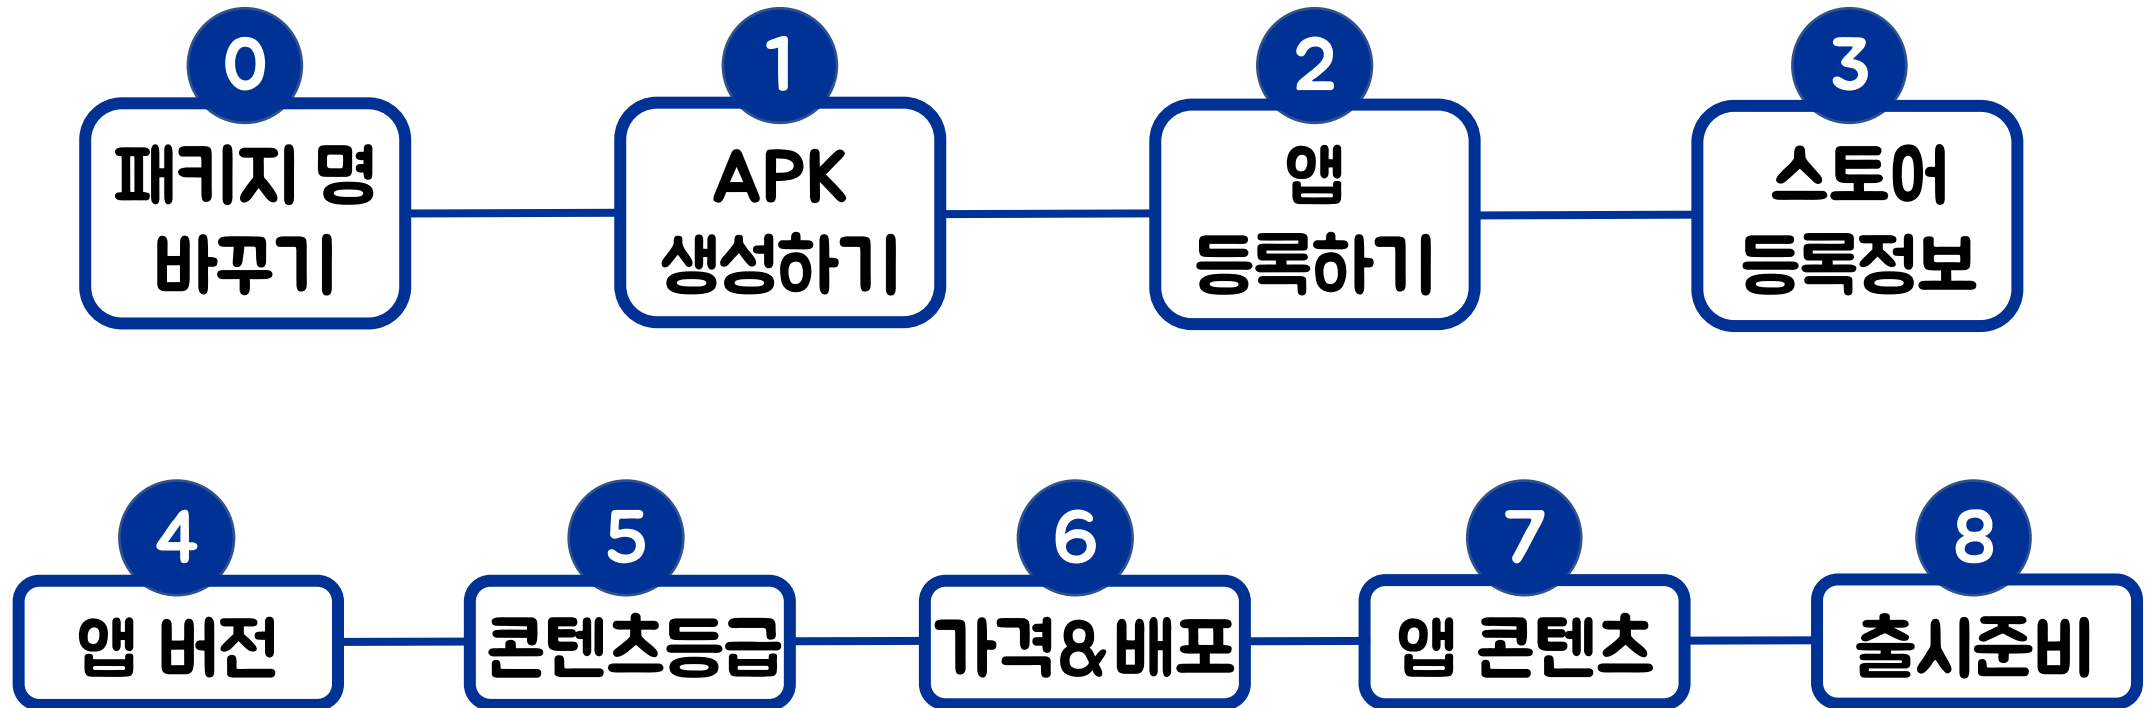 0
패키지 명
바꾸기
1
APK
생성하기
2
앱
등록하기
3
스토어
등록정보
4
앱 버전
5
콘텐츠등급
6
가격&배포
7
앱 콘텐츠
8
출시준비